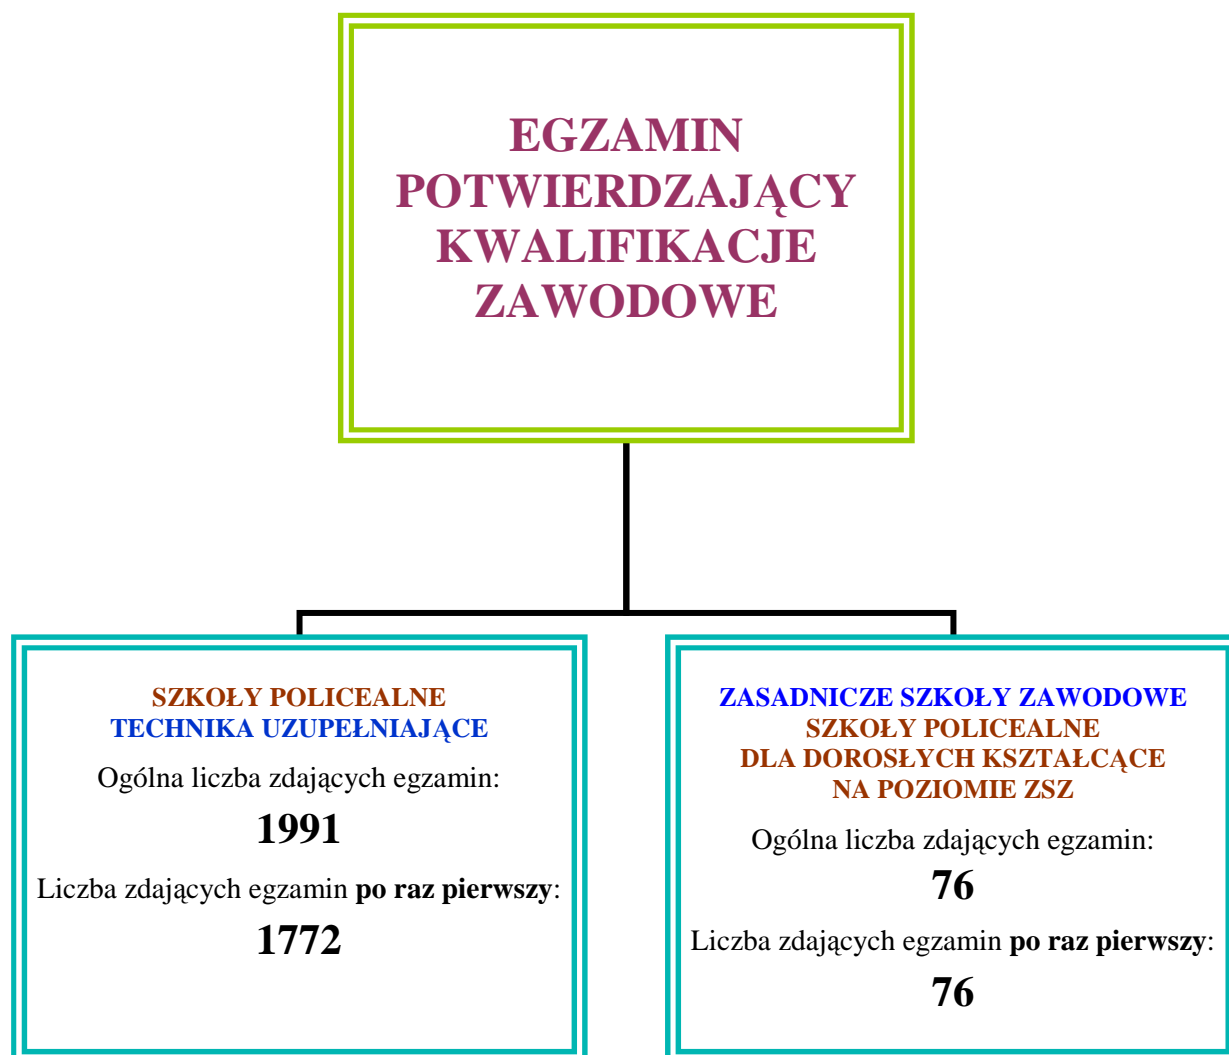 EGZAMIN
POTWIERDZAJĄCY
KWALIFIKACJE
ZAWODOWE
SZKOŁY POLICEALNE
TECHNIKA UZUPEŁNIAJĄCE
Ogólna liczba zdających egzamin:
1991
Liczba zdających egzamin po raz pierwszy:
1772
ZASADNICZE SZKOŁY ZAWODOWE
SZKOŁY POLICEALNE
DLA DOROSŁYCH KSZTAŁCĄCE
NA POZIOMIE ZSZ
Ogólna liczba zdających egzamin:
76
Liczba zdających egzamin po raz pierwszy:
76